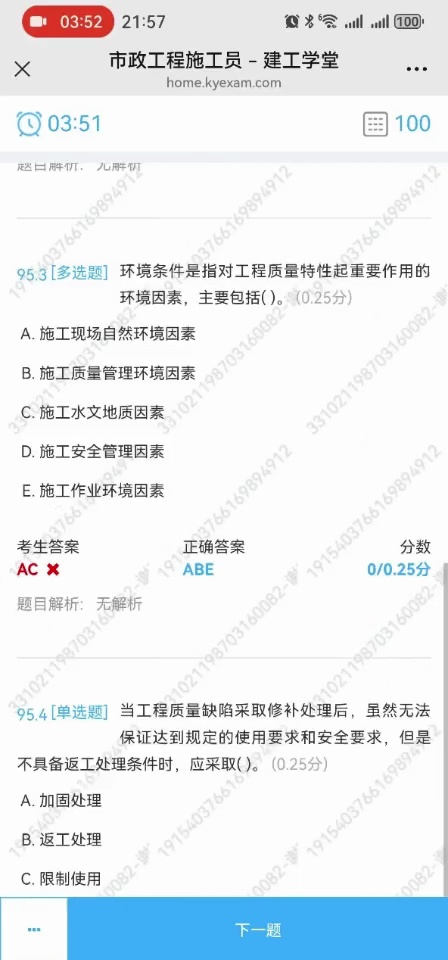 03:52 21:57 6 100
市政工程施工员 - 建工学堂
home.kyexam.com
03:51 100
题目解析: 无解析
95.3 [多选题] 环境条件是指对工程质量特性起重要作用的
环境因素，主要包括( )。(0.25分)
A. 施工现场自然环境因素
B. 施工质量管理环境因素
C. 施工水文地质因素
D. 施工安全管理因素
E. 施工作业环境因素
考生答案 正确答案 分数
AC ABE 0/0.25分
题目解析: 无解析
95.4 [单选题] 当工程质量缺陷采取修补处理后，虽然无法
保证达到规定的使用要求和安全要求，但是
不具备返工处理条件时，应采取( )。(0.25分)
A. 加固处理
B. 返工处理
C. 限制使用
下一题
331021198703160082
1915403766169894912